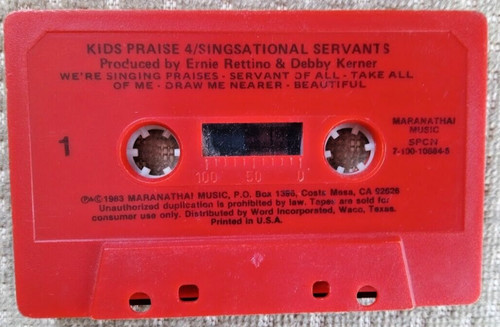 KIDS PRAISE 4/SINGSATIONAL SERVANTS
Produced by Ernie Rettino & Debby Kerner
WE'RE SINGING PRAISES - SERVANT OF ALL - TAKE ALL
OF ME - DRAW ME NEARER - BEAUTIFUL
1
MARANATHA!
MUSIC
SPCN
7-100-10884-5
100 50 0
℗©1983 MARANATHA! MUSIC, P.O. Box 1396, Costa Mesa, CA 92626
Unauthorized duplication is prohibited by law. Tapes are sold for
consumer use only. Distributed by Word Incorporated, Waco, Texas.
Printed in U.S.A.